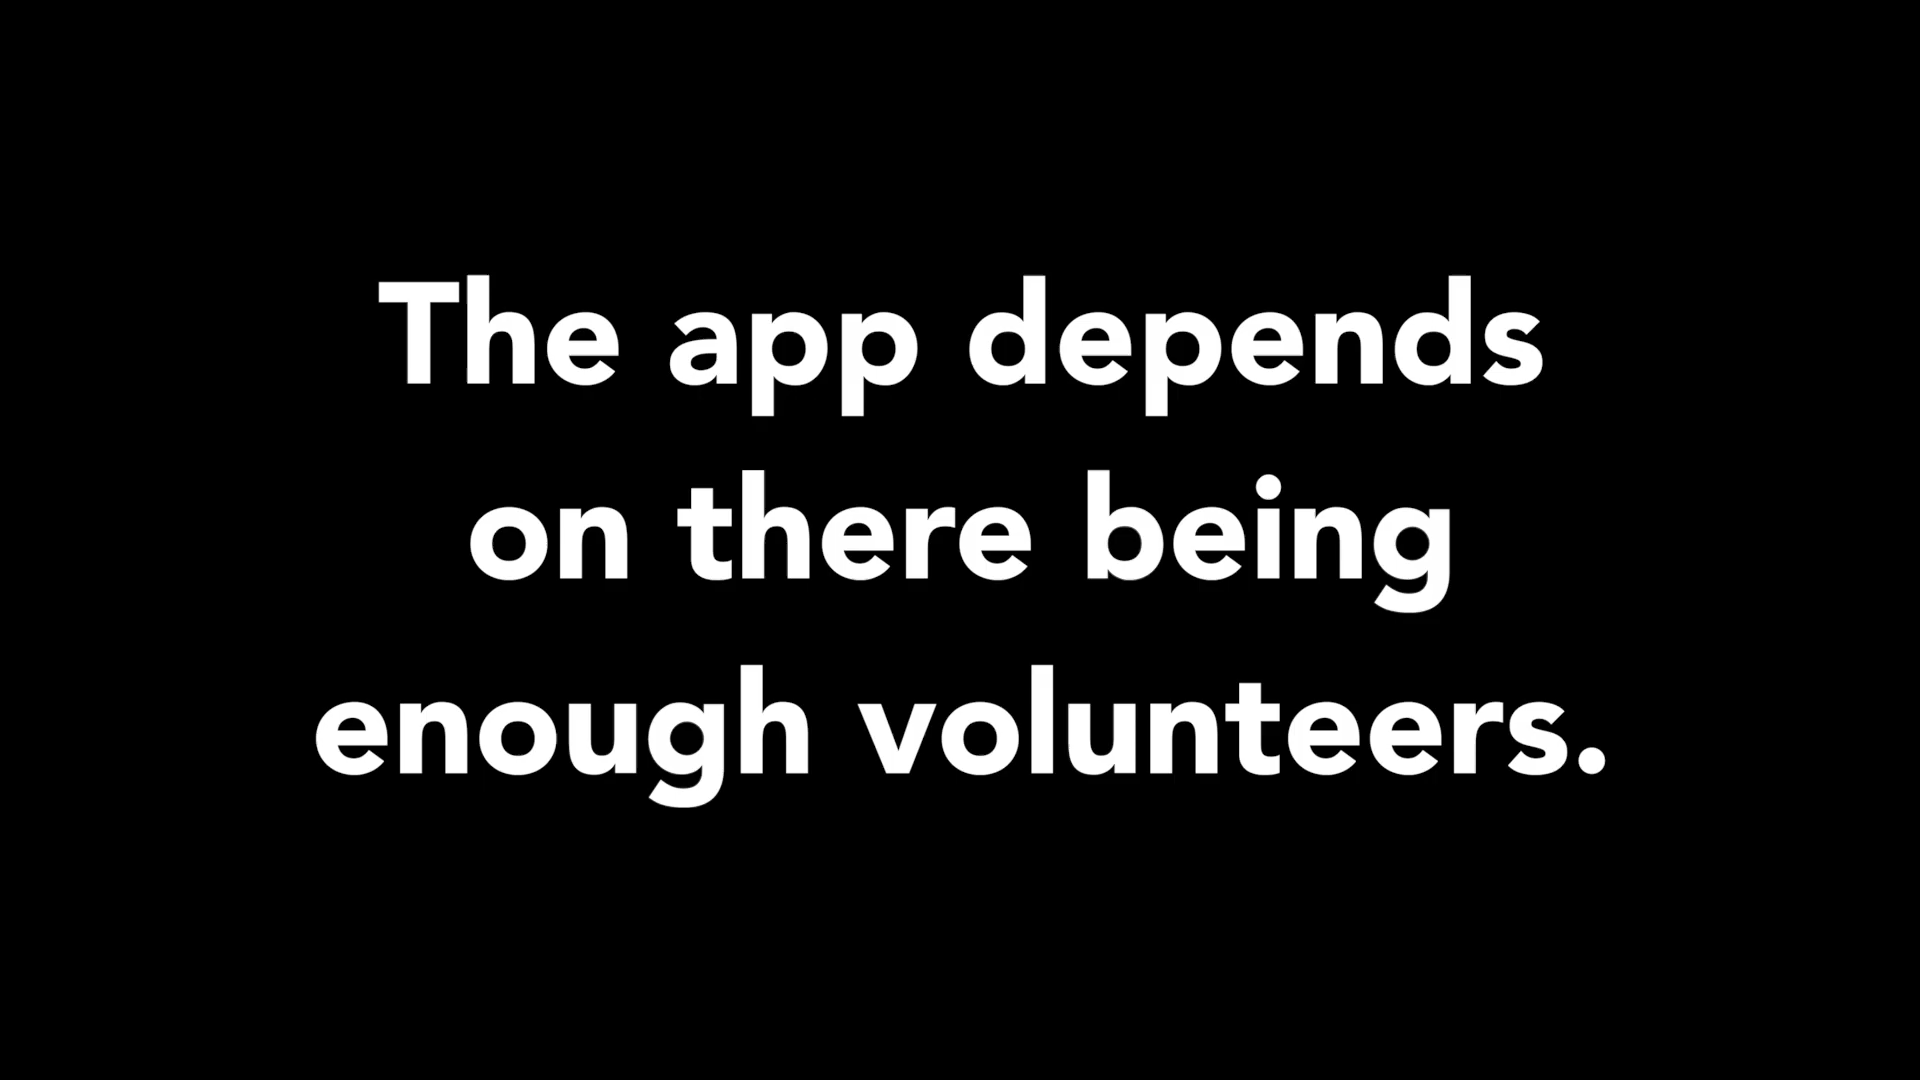 The app depends
on there being
enough volunteers.